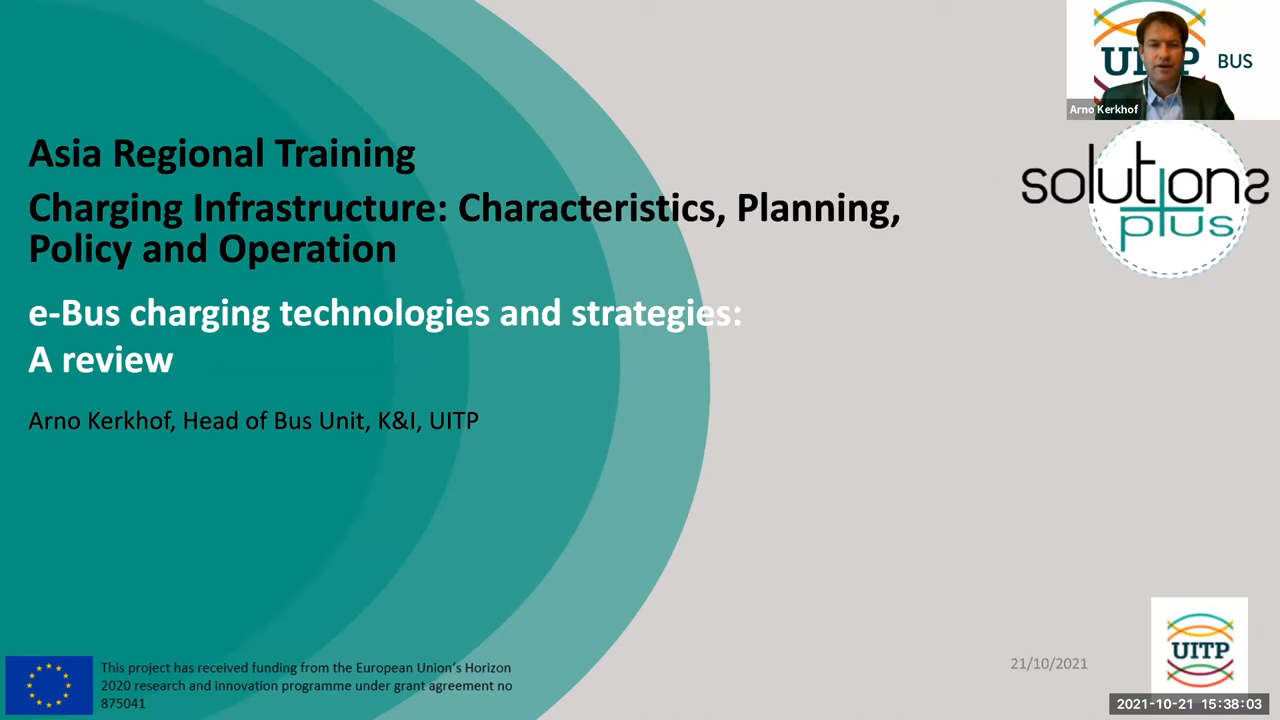 UITP BUS
Arno Kerkhof
solutions
plus
Asia Regional Training
Charging Infrastructure: Characteristics, Planning,
Policy and Operation
e-Bus charging technologies and strategies:
A review
Arno Kerkhof, Head of Bus Unit, K&I, UITP
This project has received funding from the European Union's Horizon
2020 research and innovation programme under grant agreement no
875041
21/10/2021
UITP
2021-10-21 15:38:03